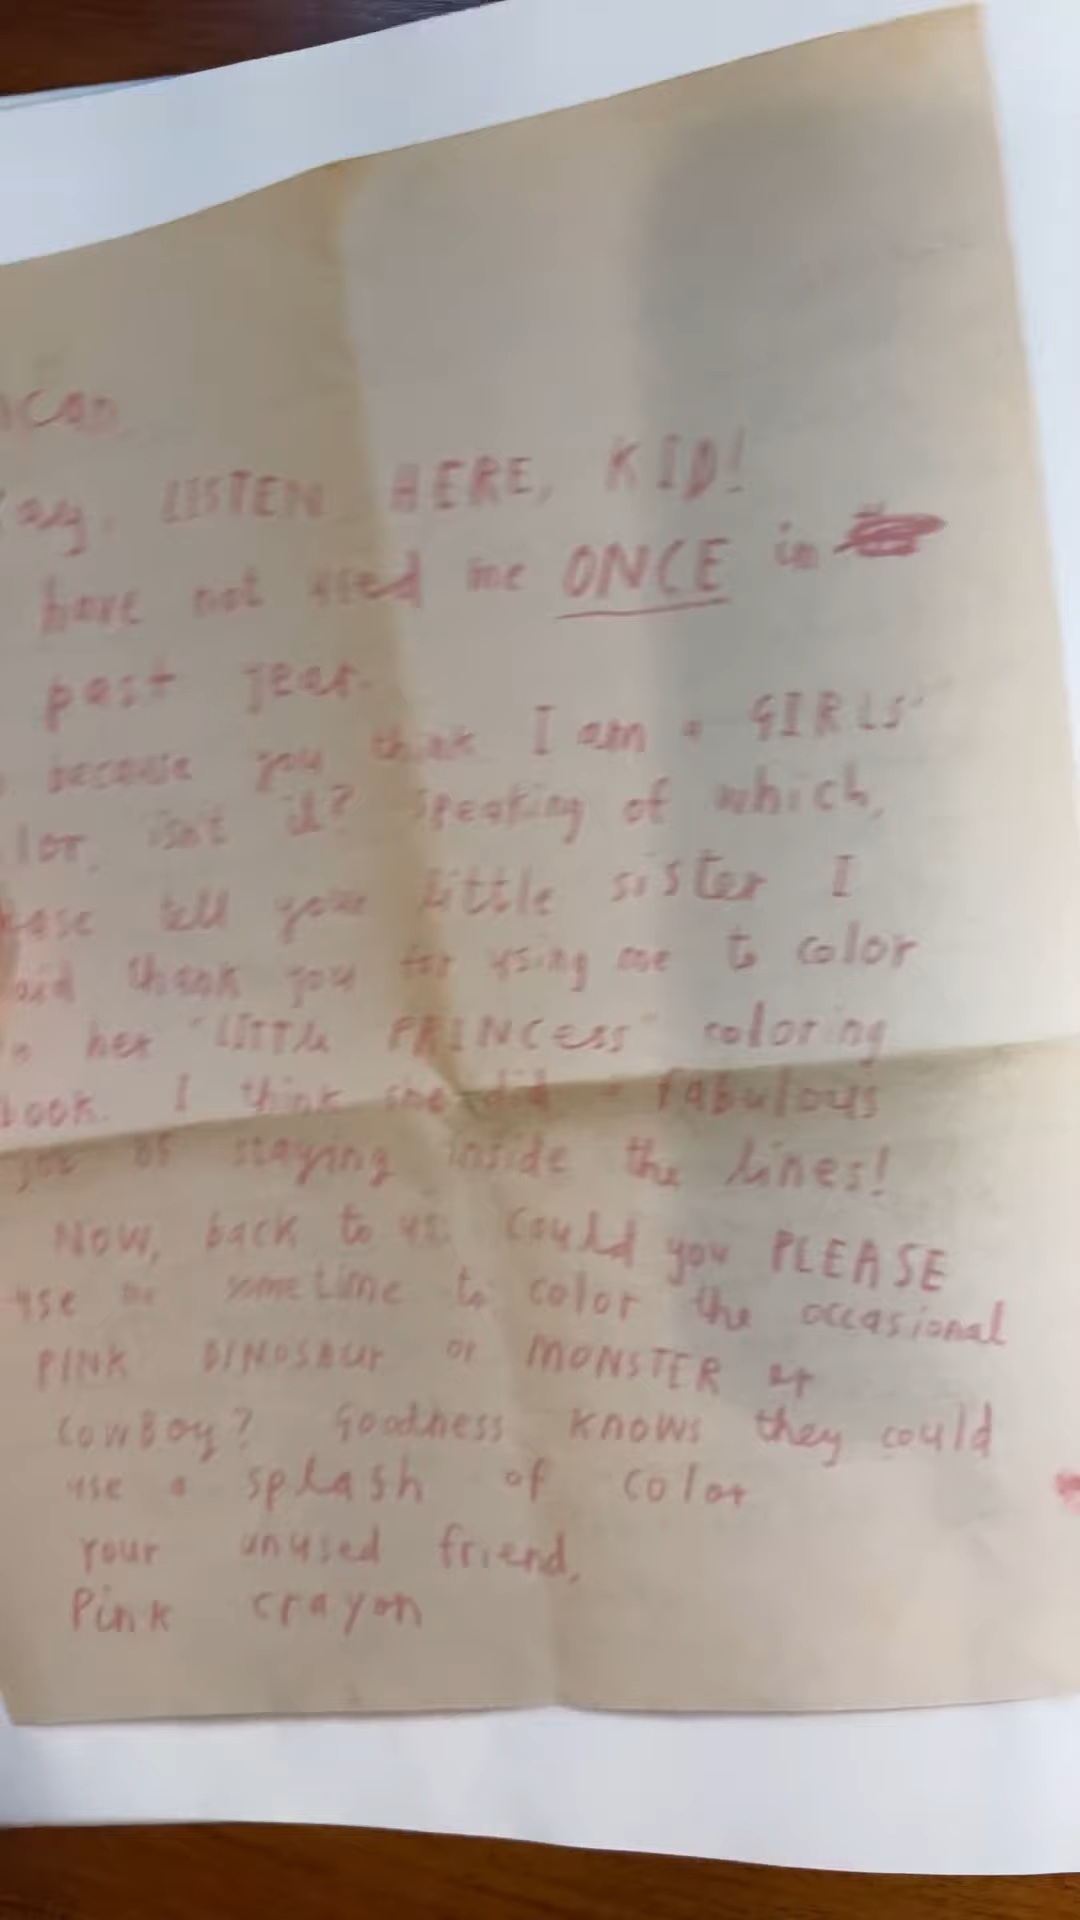 ncan
LISTEN HERE, KID!
have not used me ONCE in
past year.
because you think I am a GIRLS'
lor, isn't it? Speaking of which,
ease tell your little sister I
aid thank you for using me to color
her "LITTLE PRINCESS" coloring
book. I think she did a fabulous
job of staying inside the lines!
Now, back to us. Could you PLEASE
use me sometime to color the occasional
PINK DINOSAUR or MONSTER or
COWBOY? Goodness knows they could
use a splash of color
Your unused friend,
Pink crayon